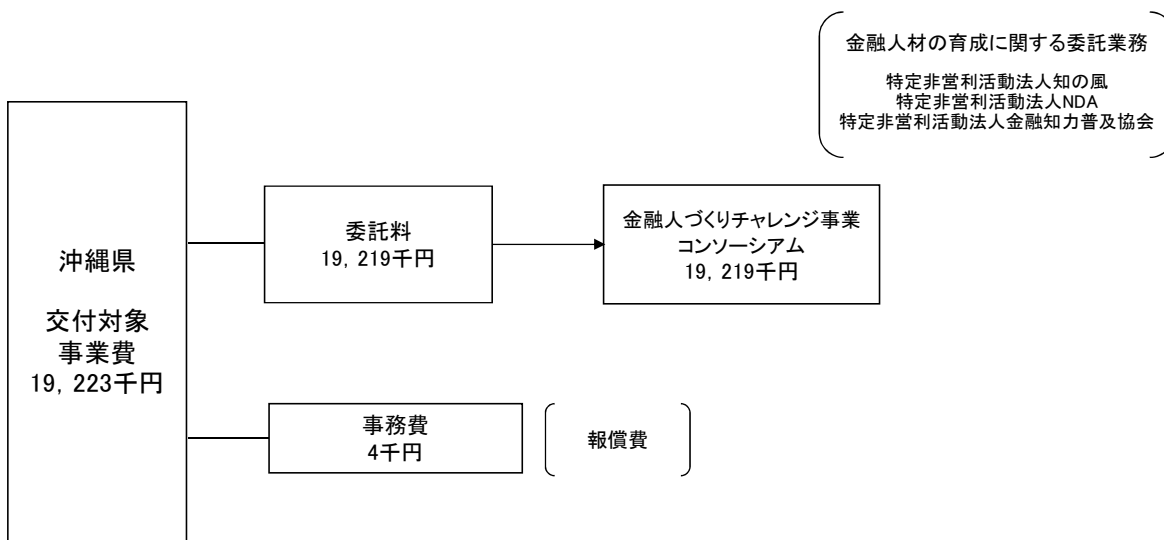 金融人材の育成に関する委託業務
特定非営利活動法人知の風
特定非営利活動法人NDA
特定非営利活動法人金融知力普及協会
沖縄県
交付対象
事業費
19, 223千円
委託料
19, 219千円
金融人づくりチャレンジ事業
コンソーシアム
19, 219千円
事務費
4千円
報償費